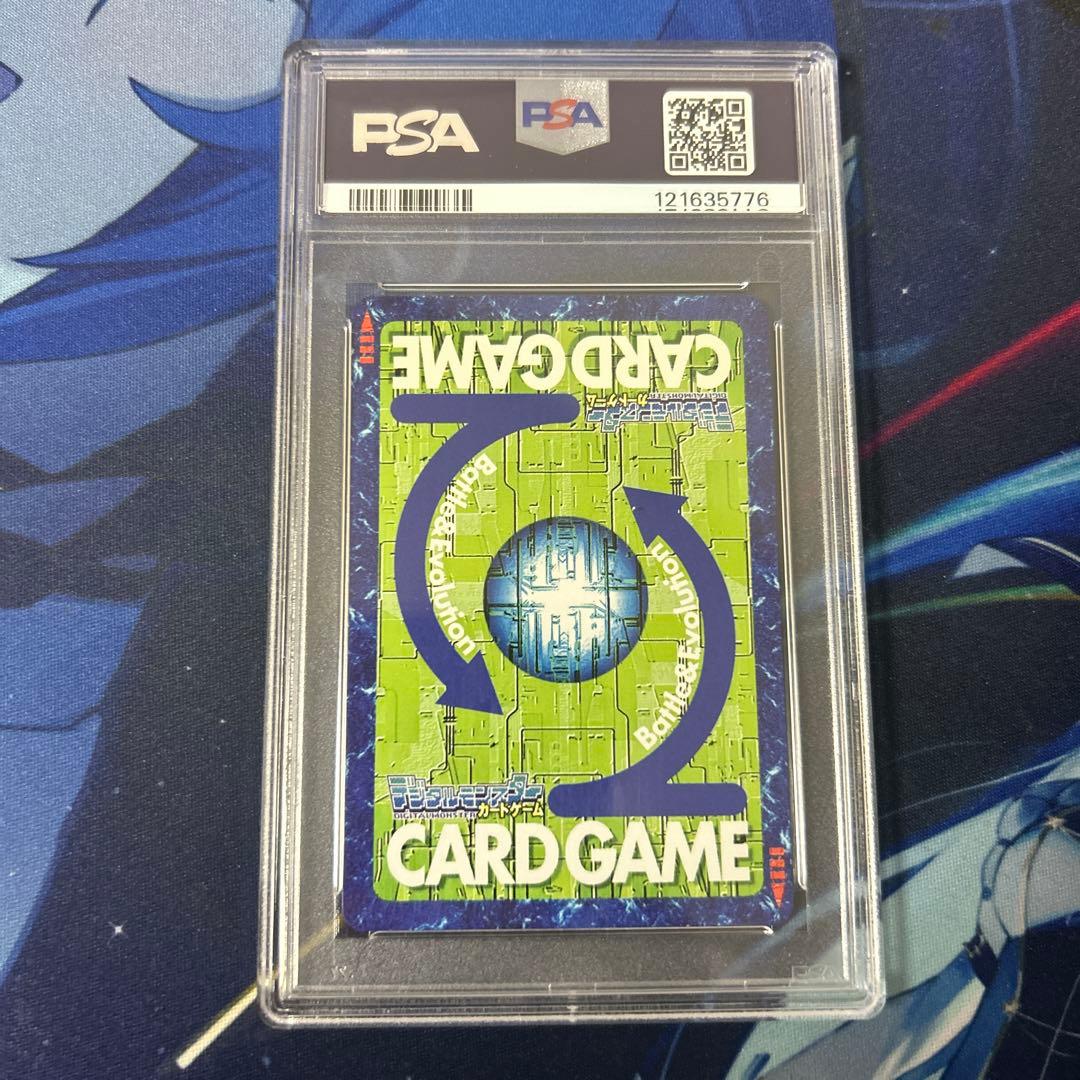 PSA
PSA
121635776
CARD GAME
デジタルモンスター
DIGITALMONSTER
カードゲーム
Battle&Evolution
Battle&Evolution
デジタルモンスター
DIGITALMONSTER カードゲーム
CARD GAME
PSA